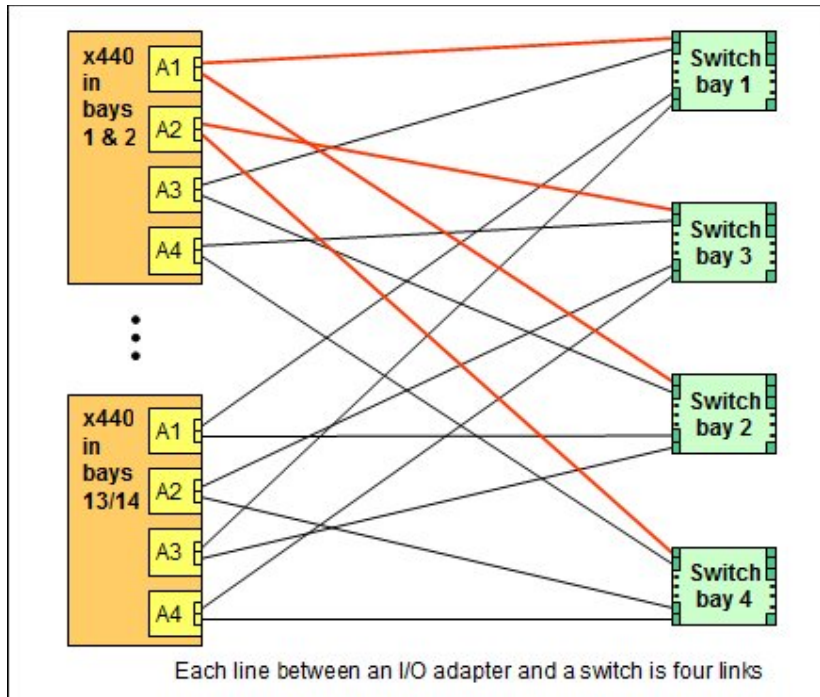 x440
in
bays
1 & 2
A1
A2
A3
A4
x440
in
bays
13/14
A1
A2
A3
A4
Switch
bay 1
Switch
bay 3
Switch
bay 2
Switch
bay 4
Each line between an I/O adapter and a switch is four links